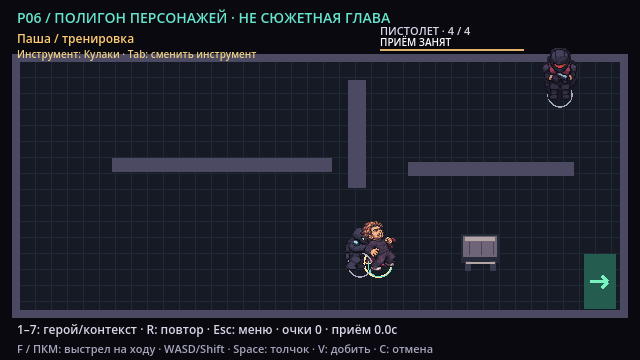 P06 / ПОЛИГОН ПЕРСОНАЖЕЙ · НЕ СЮЖЕТНАЯ ГЛАВА
Паша / тренировка
ПИСТОЛЕТ · 4 / 4
ПРИЁМ ЗАНЯТ
Инструмент: Кулаки · Tab: сменить инструмент
1–7: герой/контекст · R: повтор · Esc: меню · очки 0 · приём 0.0с
F / ПКМ: выстрел на ходу · WASD/Shift · Space: толчок · V: добить · C: отмена